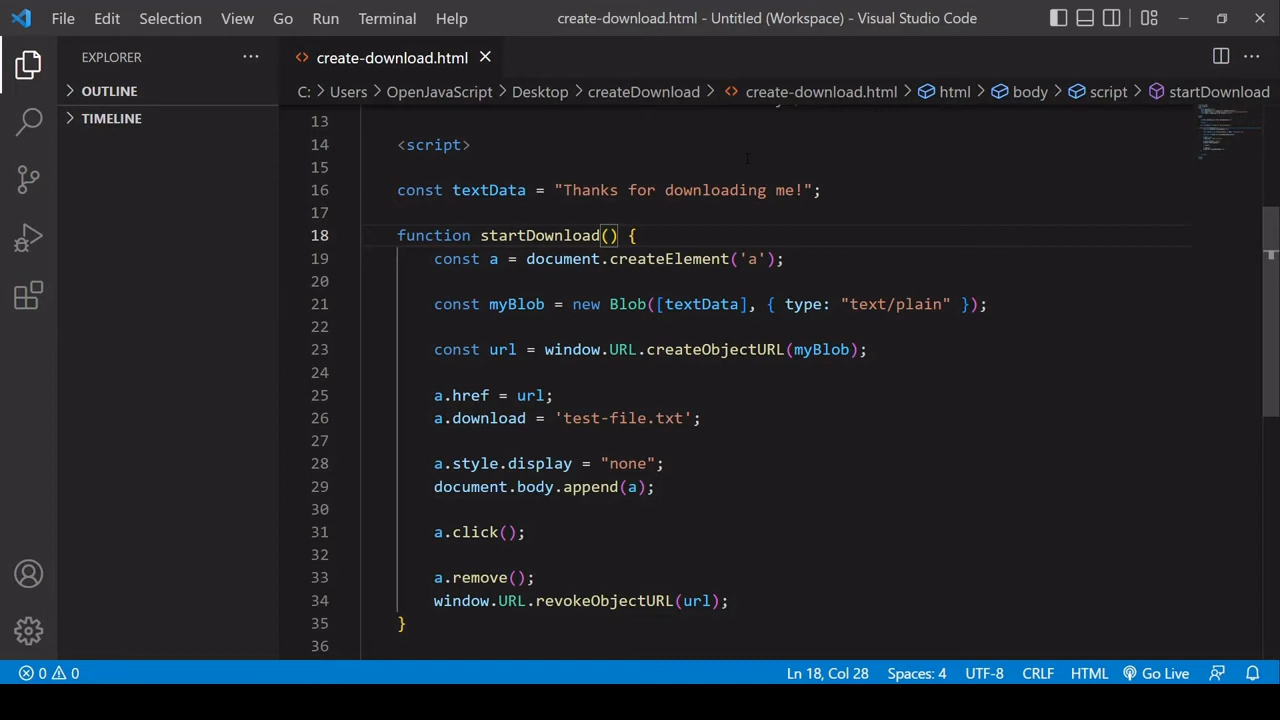 File Edit Selection View Go Run Terminal Help create-download.html - Untitled (Workspace) - Visual Studio Code
EXPLORER
OUTLINE
TIMELINE
create-download.html
C: Users OpenJavaScript Desktop createDownload create-download.html html body script startDownload
13
14 <script>
15
16 const textData = "Thanks for downloading me!";
17
18 function startDownload() {
19 const a = document.createElement('a');
20
21 const myBlob = new Blob([textData], { type: "text/plain" });
22
23 const url = window.URL.createObjectURL(myBlob);
24
25 a.href = url;
26 a.download = 'test-file.txt';
27
28 a.style.display = "none";
29 document.body.append(a);
30
31 a.click();
32
33 a.remove();
34 window.URL.revokeObjectURL(url);
35 }
36
0 0 Ln 18, Col 28 Spaces: 4 UTF-8 CRLF HTML Go Live